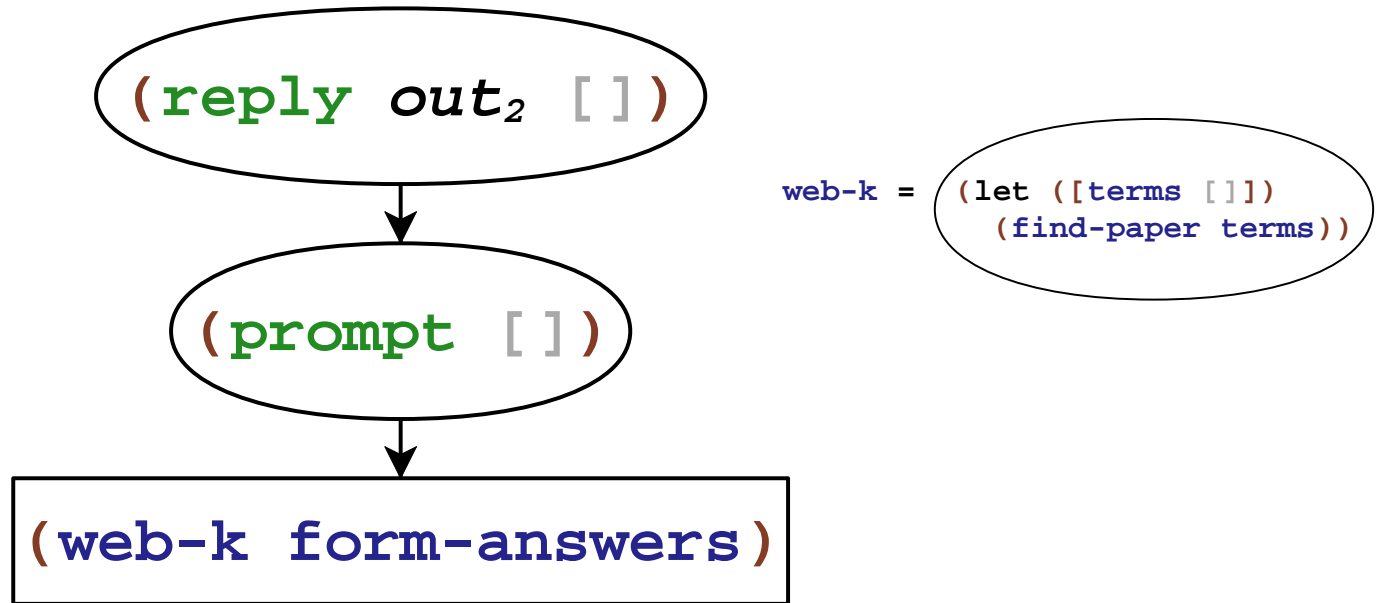 (reply out₂ [])
(prompt [])
(web-k form-answers)
web-k = (let ([terms []])
(find-paper terms))